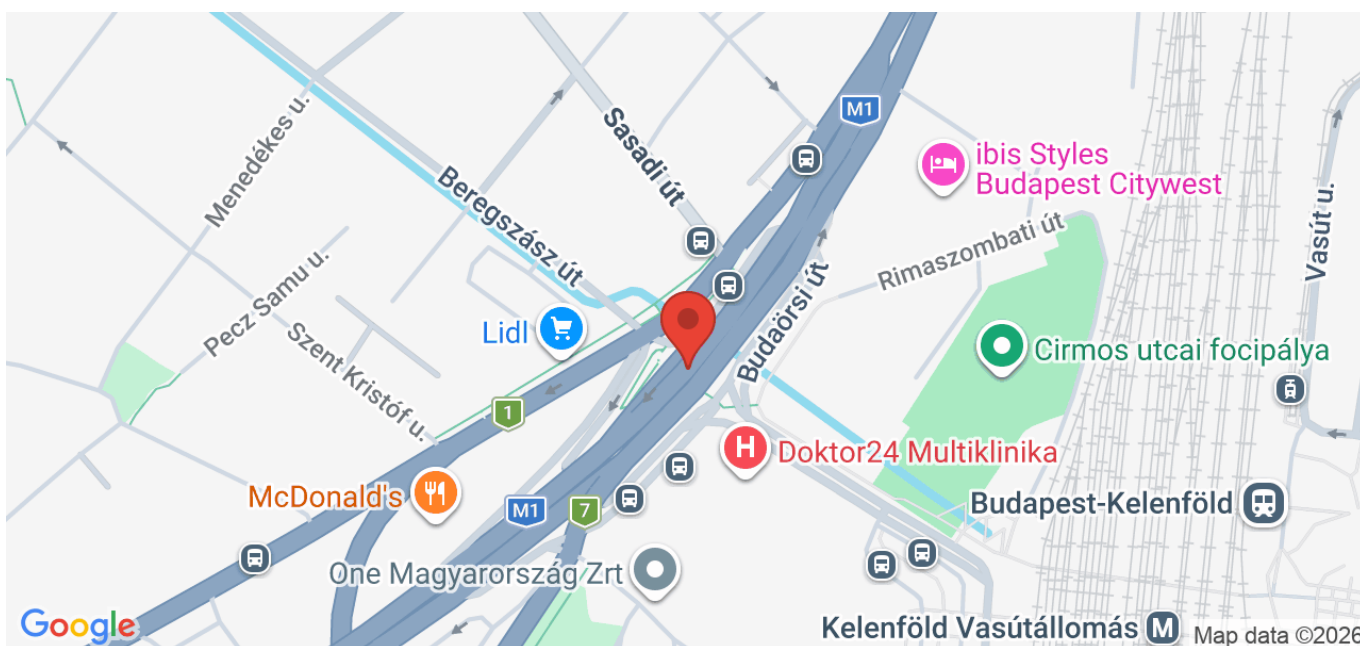 M1
Menedékes u.
Sasadi út
ibis Styles
Budapest Citywest
Beregszász út
Vasút u.
Rimaszombati út
Pecz Samu u.
Budaörsi út
Lidl
Cirmos utcai focipálya
Szent Kristóf u.
1
H
Doktor24 Multiklinika
McDonald's
M1
7
Budapest-Kelenföld
One Magyarország Zrt
Google
Kelenföld Vasútállomás
M
Map data ©2026